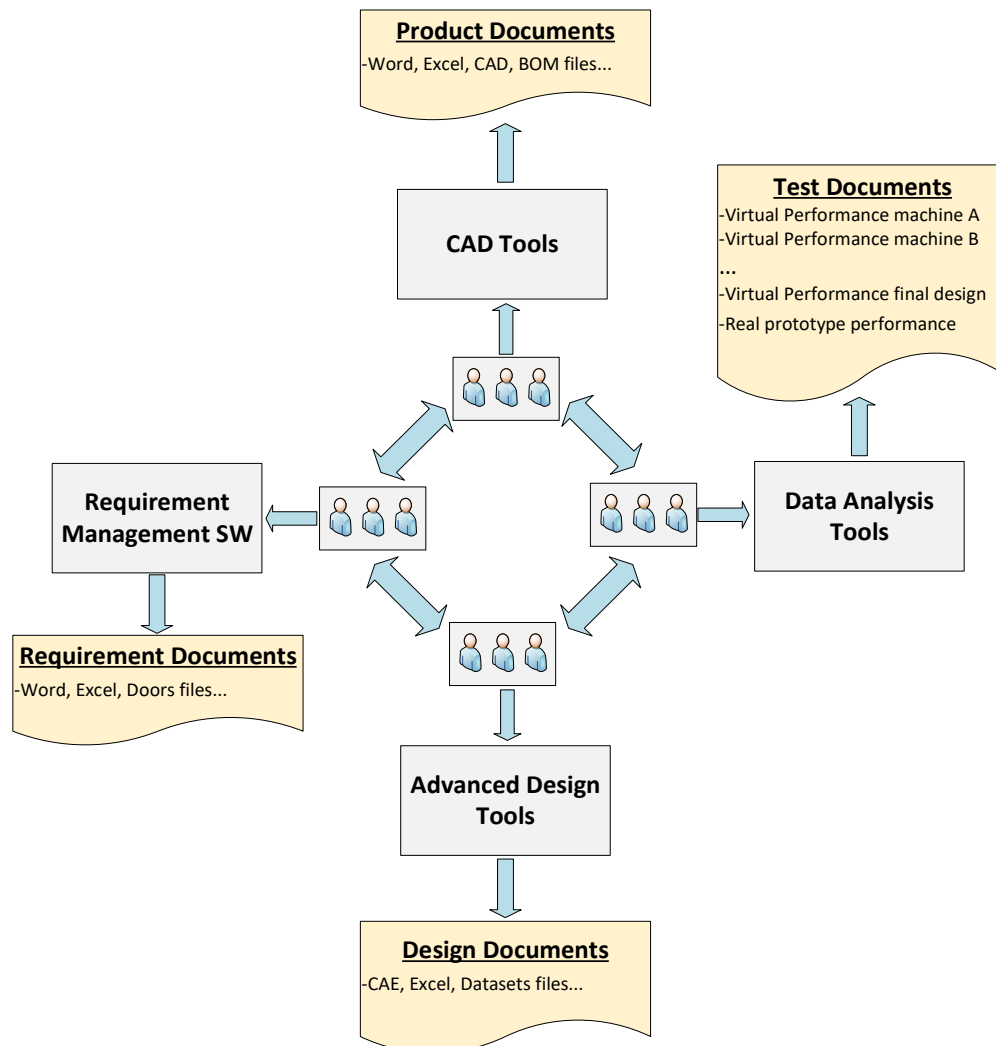 Product Documents
-Word, Excel, CAD, BOM files...
CAD Tools
Test Documents
-Virtual Performance machine A
-Virtual Performance machine B
...
-Virtual Performance final design
-Real prototype performance
Requirement
Management SW
Data Analysis
Tools
Requirement Documents
-Word, Excel, Doors files...
Advanced Design
Tools
Design Documents
-CAE, Excel, Datasets files...